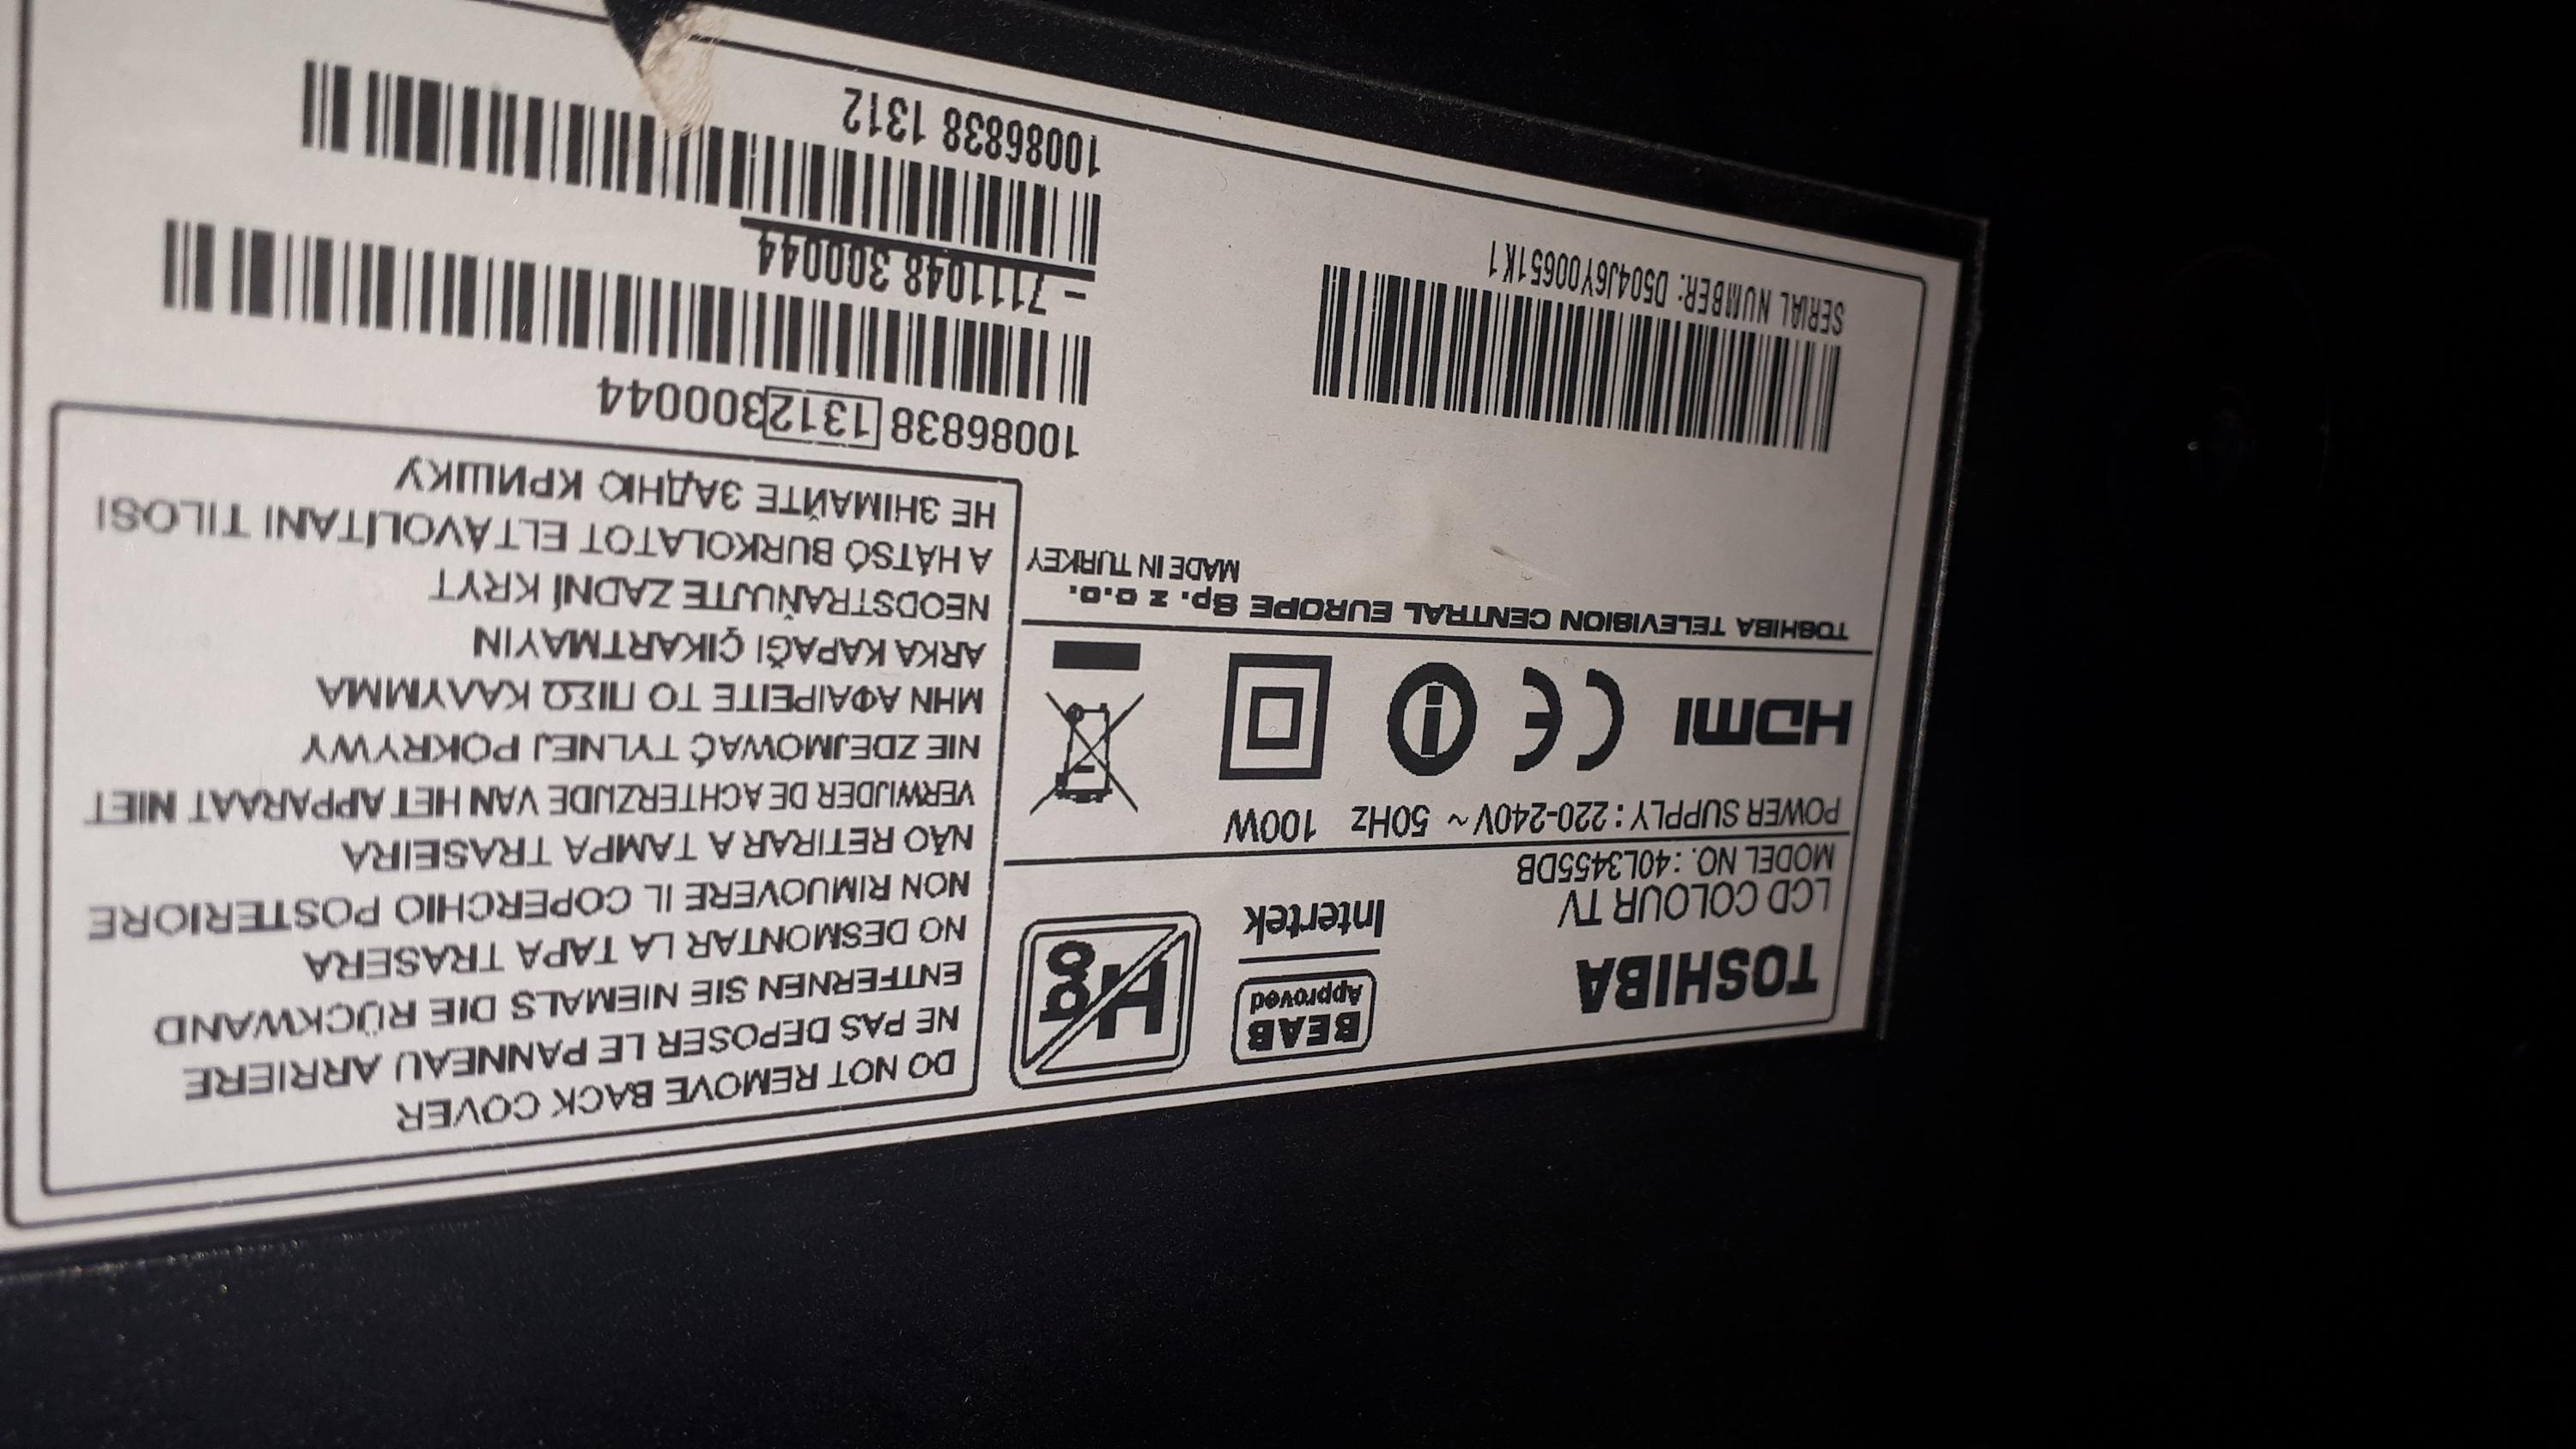 TOSHIBA
LCD COLOUR TV
MODEL NO. : 40L3455DB
BEAB
Approved
Intertek
Hg
POWER SUPPLY : 220-240V ~ 50Hz 100W
HDMI
CE
i
TOSHIBA TELEVISION CENTRAL EUROPE Sp. z o.o.
MADE IN TURKEY
SERIAL NUMBER: D504J6Y00651K1
DO NOT REMOVE BACK COVER
NE PAS DEPOSER LE PANNEAU ARRIERE
ENTFERNEN SIE NIEMALS DIE RÜCKWAND
NO DESMONTAR LA TAPA TRASERA
NON RIMUOVERE IL COPERCHIO POSTERIORE
NÃO RETIRAR A TAMPA TRASEIRA
VERWIJDER DE ACHTERZIJDE VAN HET APPARAAT NIET
NIE ZDEJMOWAĆ TYLNEJ POKRYWY
ΜΗΝ ΑΦΑΙΡΕΙΤΕ ΤΟ ΠΙΣΩ ΚΑΛΥΜΜΑ
ARKA KAPAĞI ÇIKARTMAYIN
NEODSTRAŇUJTE ZADNÍ KRYT
A HÁTSÓ BURKOLATOT ELTÁVOLÍTANI TILOS!
НЕ ЗНІМАЙТЕ ЗАДНЮ КРИШКУ
10086838 1312300044
- 7111048 300044
10086838 1312